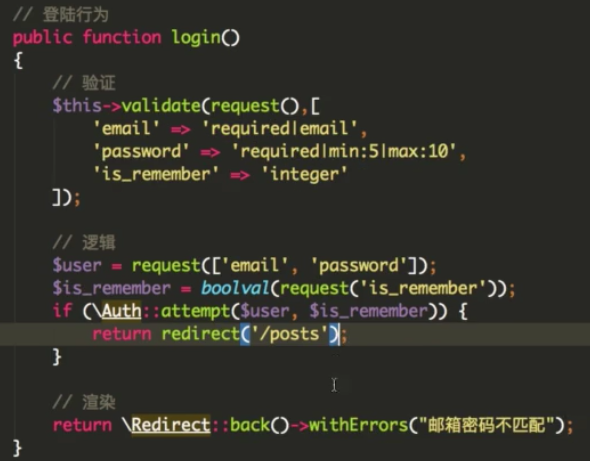 // 登陆行为
public function login()
{
    // 验证
    $this->validate(request(),[
        'email' => 'required|email',
        'password' => 'required|min:5|max:10',
        'is_remember' => 'integer'
    ]);
    // 逻辑
    $user = request(['email', 'password']);
    $is_remember = boolval(request('is_remember'));
    if (\Auth::attempt($user, $is_remember)) {
        return redirect('/posts');
    }
    // 渲染
    return \Redirect::back()->withErrors("邮箱密码不匹配");
}